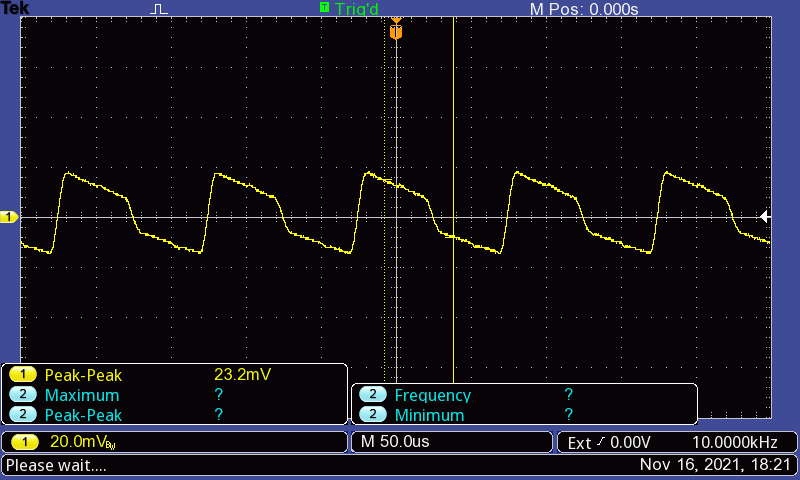 Tek T Trig'd M Pos: 0.000s
T
1
1 Peak-Peak 23.2mV
2 Maximum ? 2 Frequency ?
2 Peak-Peak ? 2 Minimum ?
1 20.0mVBW M 50.0us Ext 0.00V 10.0000kHz
Please wait.... Nov 16, 2021, 18:21